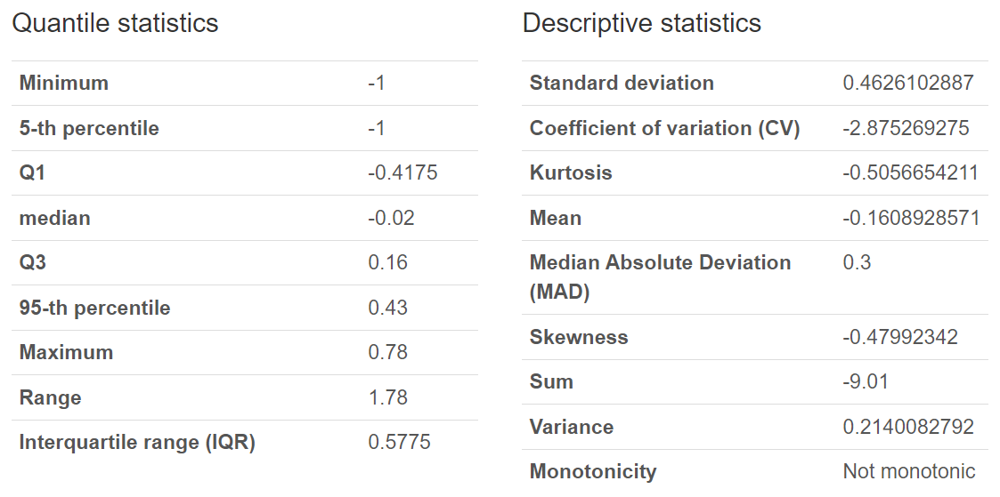 Quantile statistics
Minimum -1
5-th percentile -1
Q1 -0.4175
median -0.02
Q3 0.16
95-th percentile 0.43
Maximum 0.78
Range 1.78
Interquartile range (IQR) 0.5775
Descriptive statistics
Standard deviation 0.4626102887
Coefficient of variation (CV) -2.875269275
Kurtosis -0.5056654211
Mean -0.1608928571
Median Absolute Deviation 0.3
(MAD)
Skewness -0.47992342
Sum -9.01
Variance 0.2140082792
Monotonicity Not monotonic